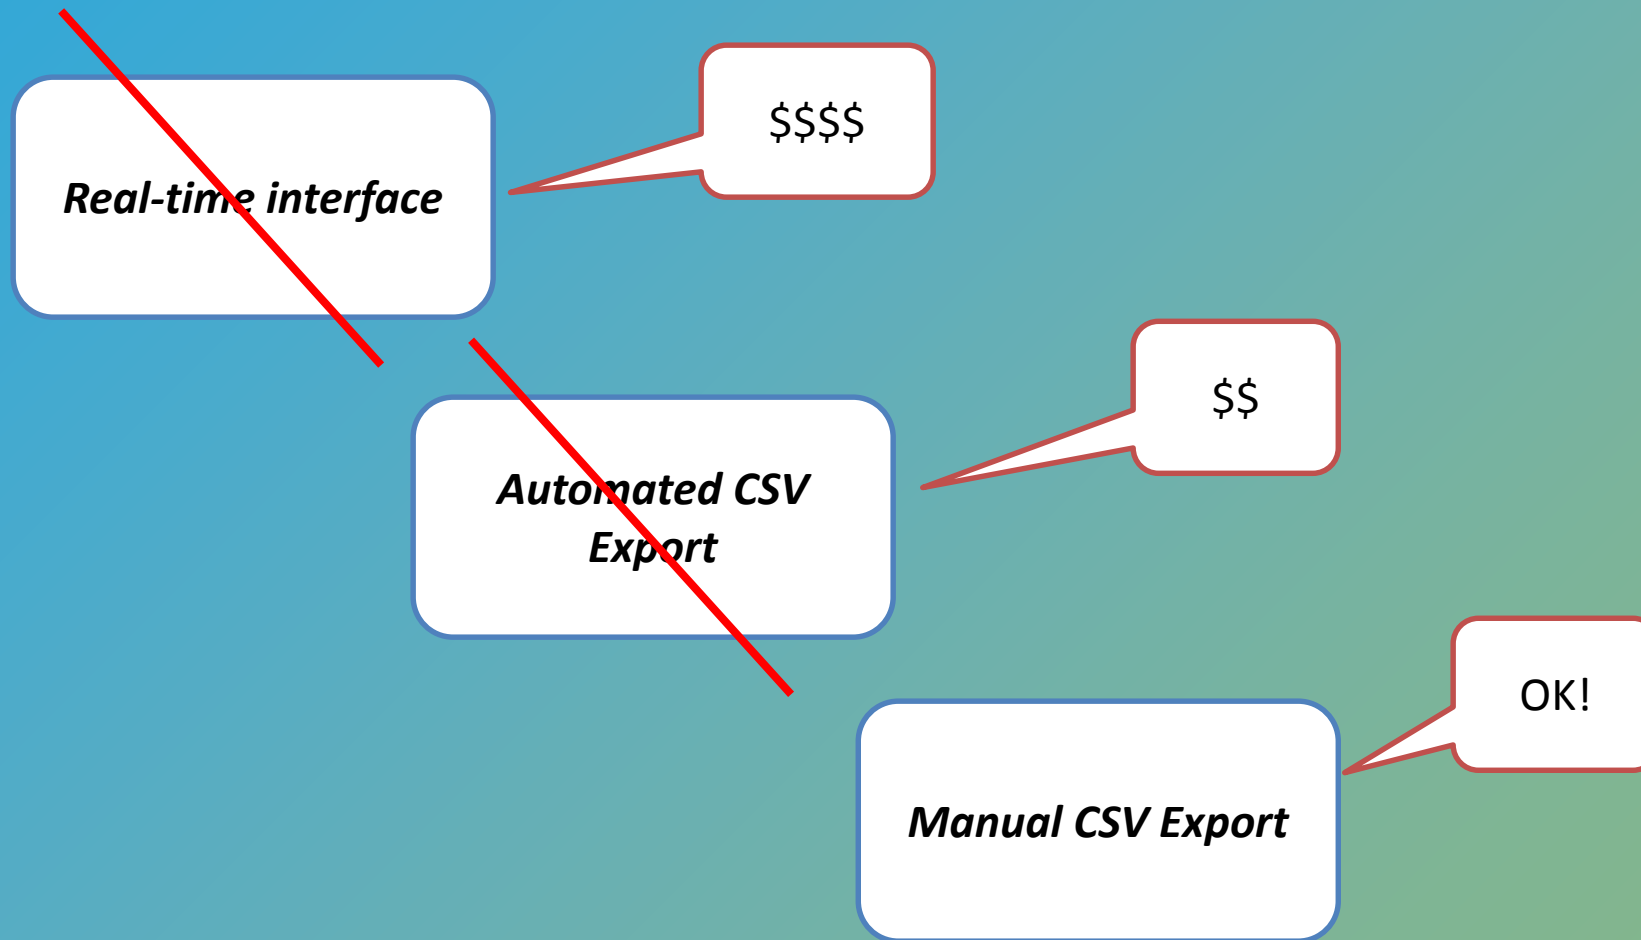 $$$$
Real-time interface
$$
Automated CSV
Export
OK!
Manual CSV Export